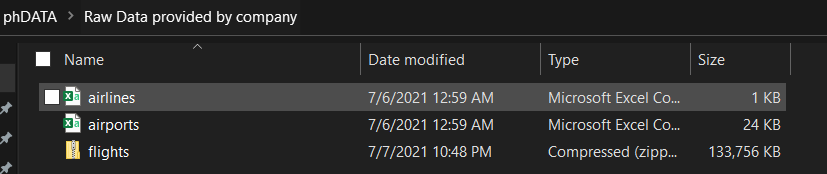 phDATA > Raw Data provided by company
Name Date modified Type Size
airlines 7/6/2021 12:59 AM Microsoft Excel Co... 1 KB
airports 7/6/2021 12:59 AM Microsoft Excel Co... 24 KB
flights 7/7/2021 10:48 PM Compressed (zipp... 133,756 KB